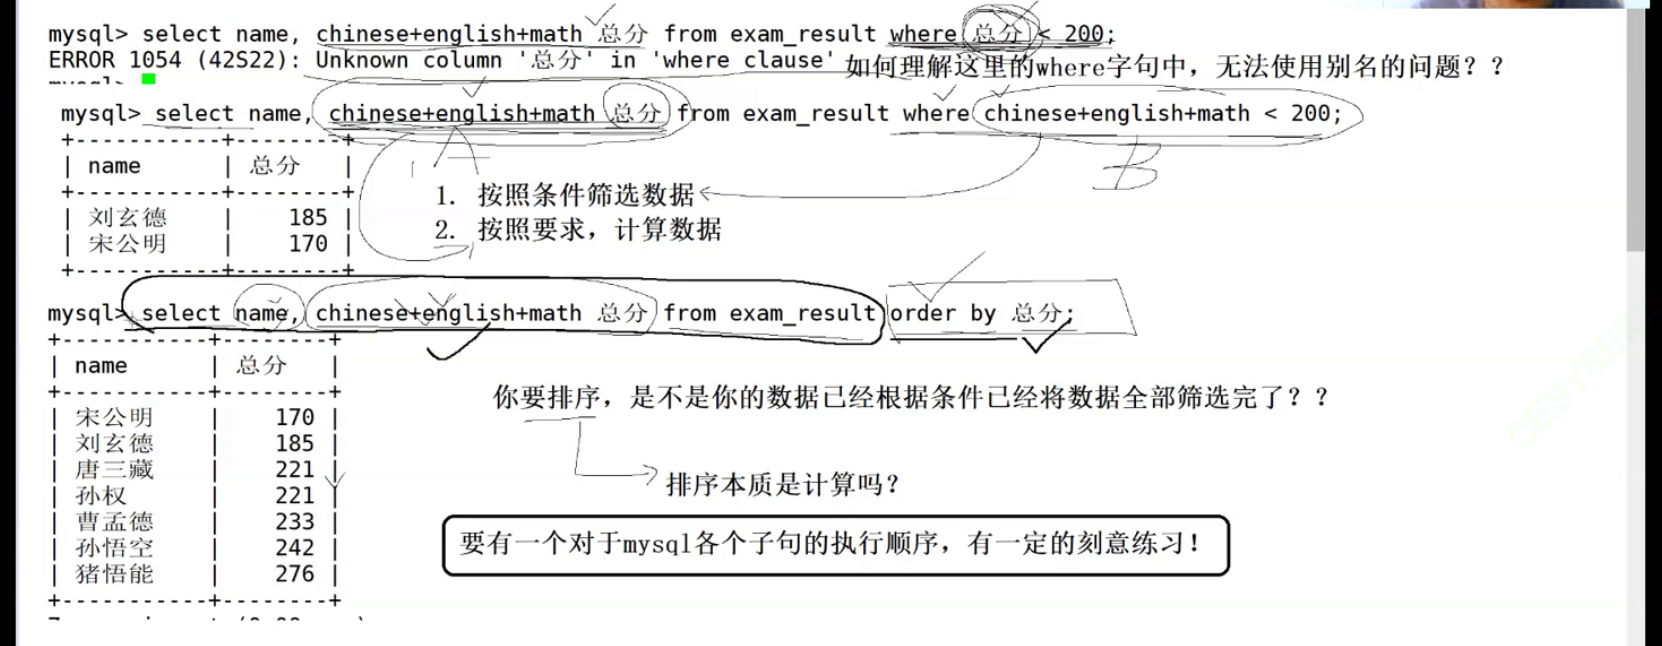 mysql> select name, chinese+english+math 总分 from exam_result where 总分 < 200;
ERROR 1054 (42S22): Unknown column '总分' in 'where clause'
如何理解这里的where字句中，无法使用别名的问题？？
mysql> select name, chinese+english+math 总分 from exam_result where chinese+english+math < 200;
+-----------+--------+
| name | 总分 |
+-----------+--------+
| 刘玄德 | 185 |
| 宋公明 | 170 |
+-----------+--------+
A
B
1. 按照条件筛选数据
2. 按照要求，计算数据
mysql> select name, chinese+english+math 总分 from exam_result order by 总分;
+-----------+--------+
| name | 总分 |
+-----------+--------+
| 宋公明 | 170 |
| 刘玄德 | 185 |
| 唐三藏 | 221 |
| 孙权 | 221 |
| 曹孟德 | 233 |
| 孙悟空 | 242 |
| 猪悟能 | 276 |
+-----------+--------+
你要排序，是不是你的数据已经根据条件已经将数据全部筛选完了？？
排序本质是计算吗？
要有一个对于mysql各个子句的执行顺序，有一定的刻意练习！